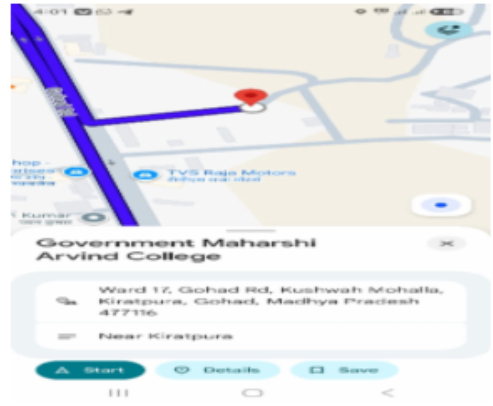 4:01
TVS Raja Motors
Kumar
Government Maharshi
Arvind College
Ward 17, Gohad Rd, Kushwah Mohalla,
Kiratpura, Gohad, Madhya Pradesh
477116
Near Kiratpura
Start Details Save